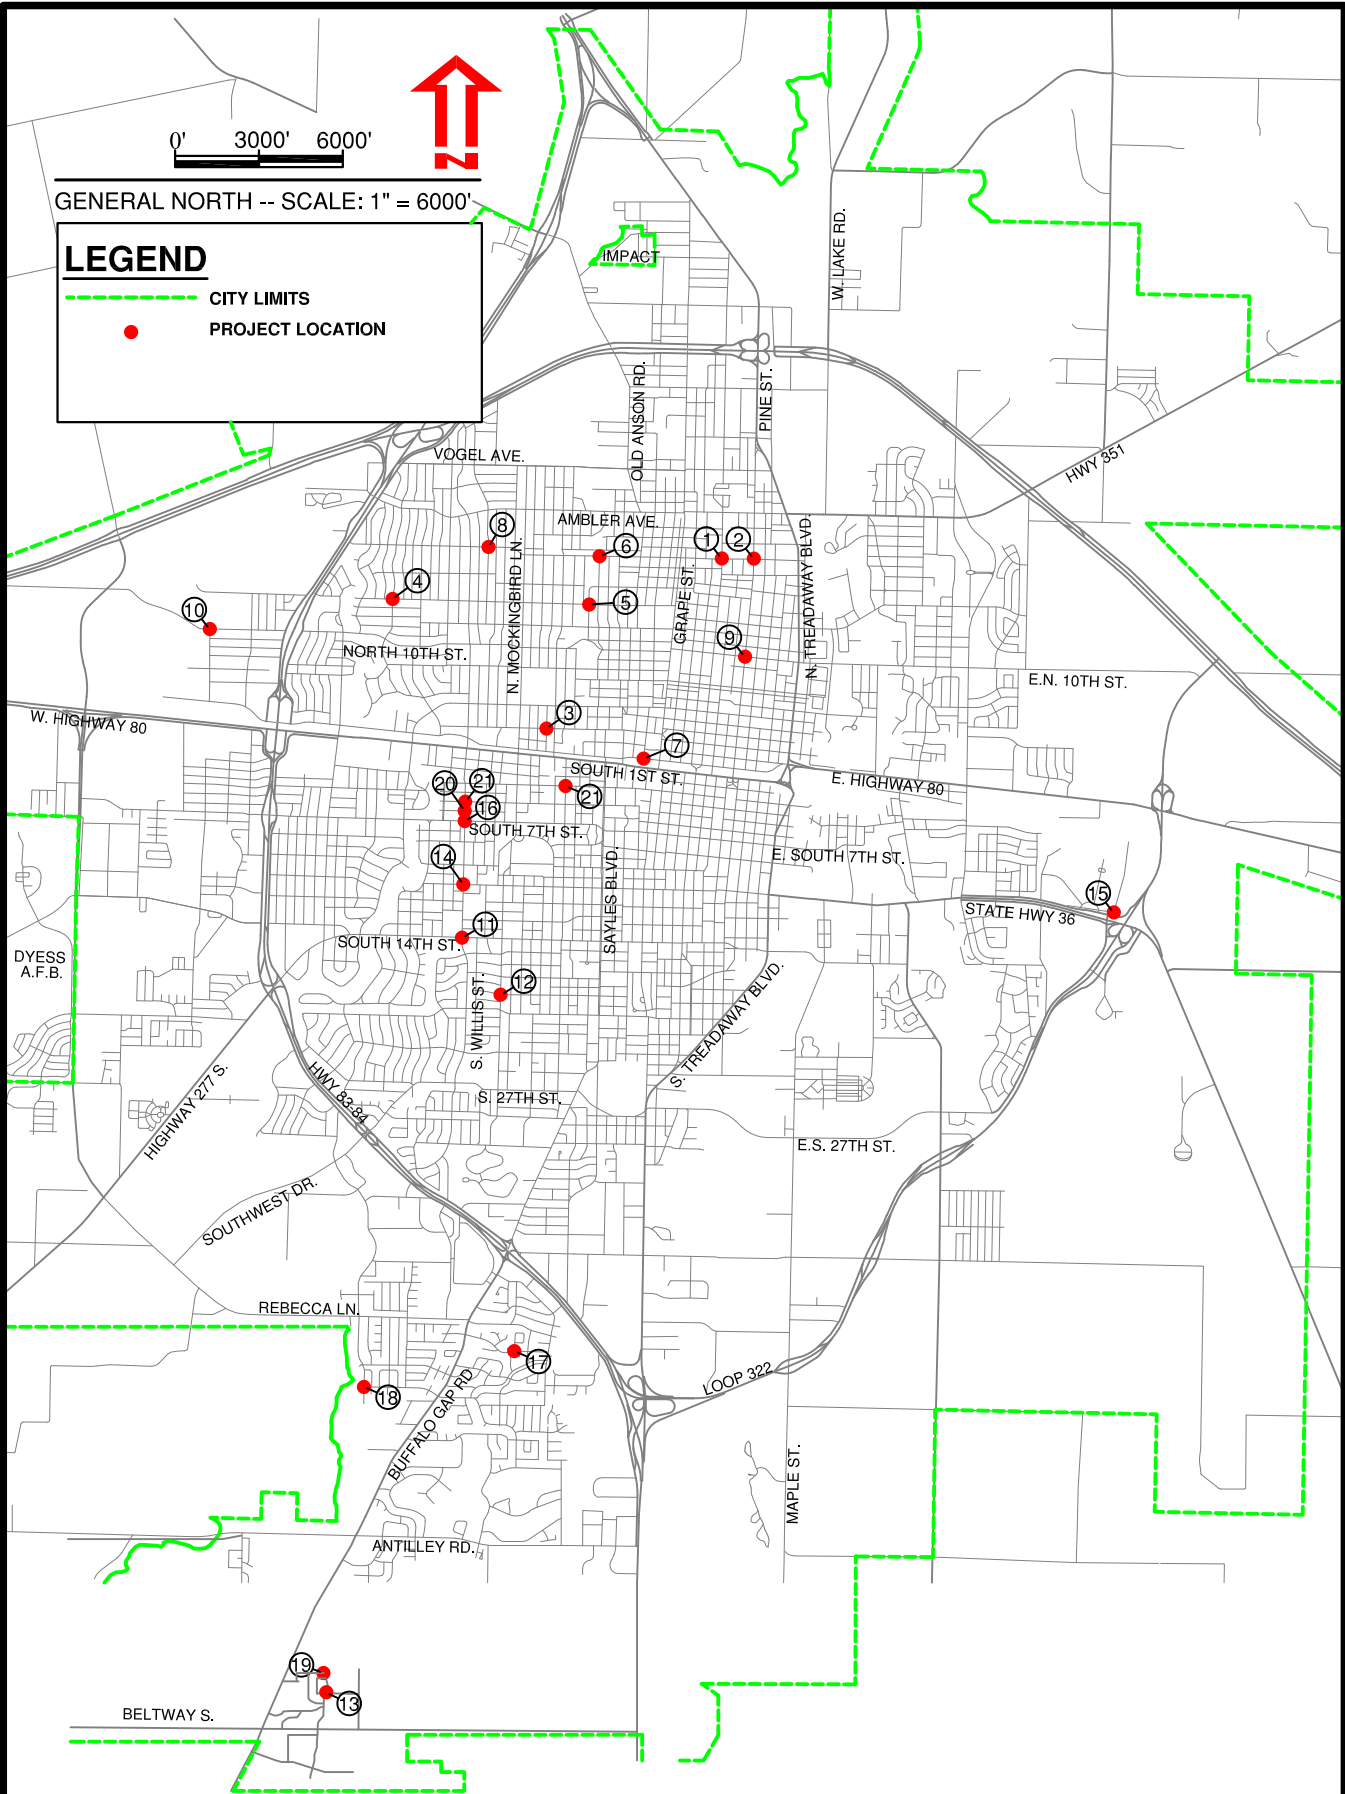 0' 3000' 6000'
N
GENERAL NORTH -- SCALE: 1" = 6000'
LEGEND
CITY LIMITS
PROJECT LOCATION
IMPACT
W. LAKE RD.
OLD ANSON RD.
PINE ST.
VOGEL AVE.
HWY 351
AMBLER AVE.
8
6
1
2
N. MOCKINGBIRD LN.
GRAPE ST.
N. TREADAWAY BLVD.
4
5
10
9
NORTH 10TH ST.
E.N. 10TH ST.
W. HIGHWAY 80
3
7
SOUTH 1ST ST.
E. HIGHWAY 80
20
21
21
16
SOUTH 7TH ST.
14
E. SOUTH 7TH ST.
SAYLES BLVD.
15
STATE HWY 36
11
SOUTH 14TH ST.
DYESS
A.F.B.
12
S. WILLIS ST.
S. TREADAWAY BLVD.
HWY 83-84
HIGHWAY 277 S.
S. 27TH ST.
E.S. 27TH ST.
SOUTHWEST DR.
REBECCA LN.
17
18
BUFFALO GAP RD
LOOP 322
MAPLE ST.
ANTILLEY RD.
19
13
BELTWAY S.